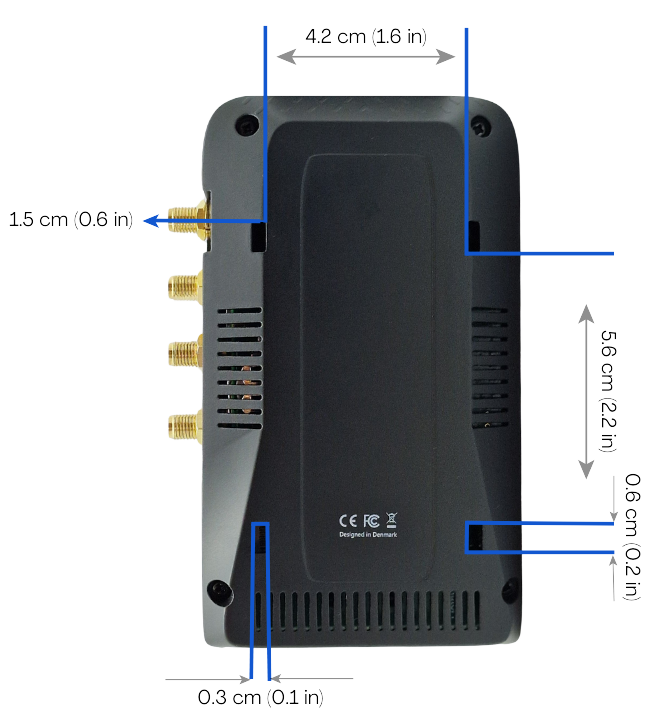 4.2 cm (1.6 in)
1.5 cm (0.6 in)
5.6 cm (2.2 in)
0.6 cm (0.2 in)
CE FC
Designed in Denmark
0.3 cm (0.1 in)